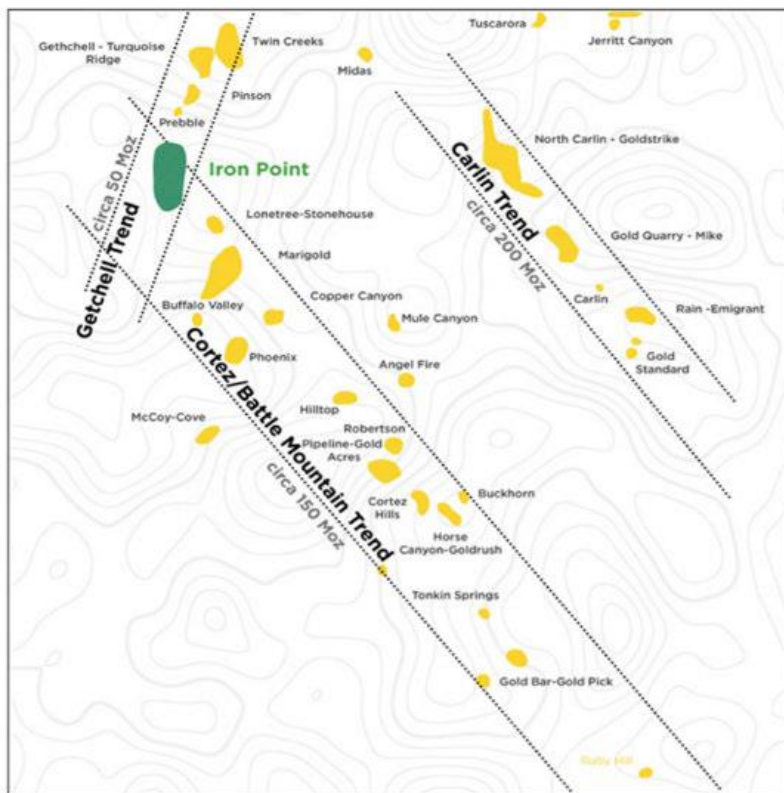 Tuscarora
Jerritt Canyon
Gethchell - Turquoise
Ridge
Twin Creeks
Midas
Pinson
Prebble
North Carlin - Goldstrike
Carlin Trend
circa 200 Moz
circa 50 Moz
Getchell Trend
Iron Point
Lonetree-Stonehouse
Gold Quarry - Mike
Marigold
Carlin
Rain -Emigrant
Buffalo Valley
Copper Canyon
Mule Canyon
Gold
Standard
Phoenix
Angel Fire
Cortez/Battle Mountain Trend
circa 150 Moz
Hilltop
McCoy-Cove
Robertson
Pipeline-Gold
Acres
Cortez
Hills
Buckhorn
Horse
Canyon-Goldrush
Tonkin Springs
Gold Bar-Gold Pick
Ruby Hill